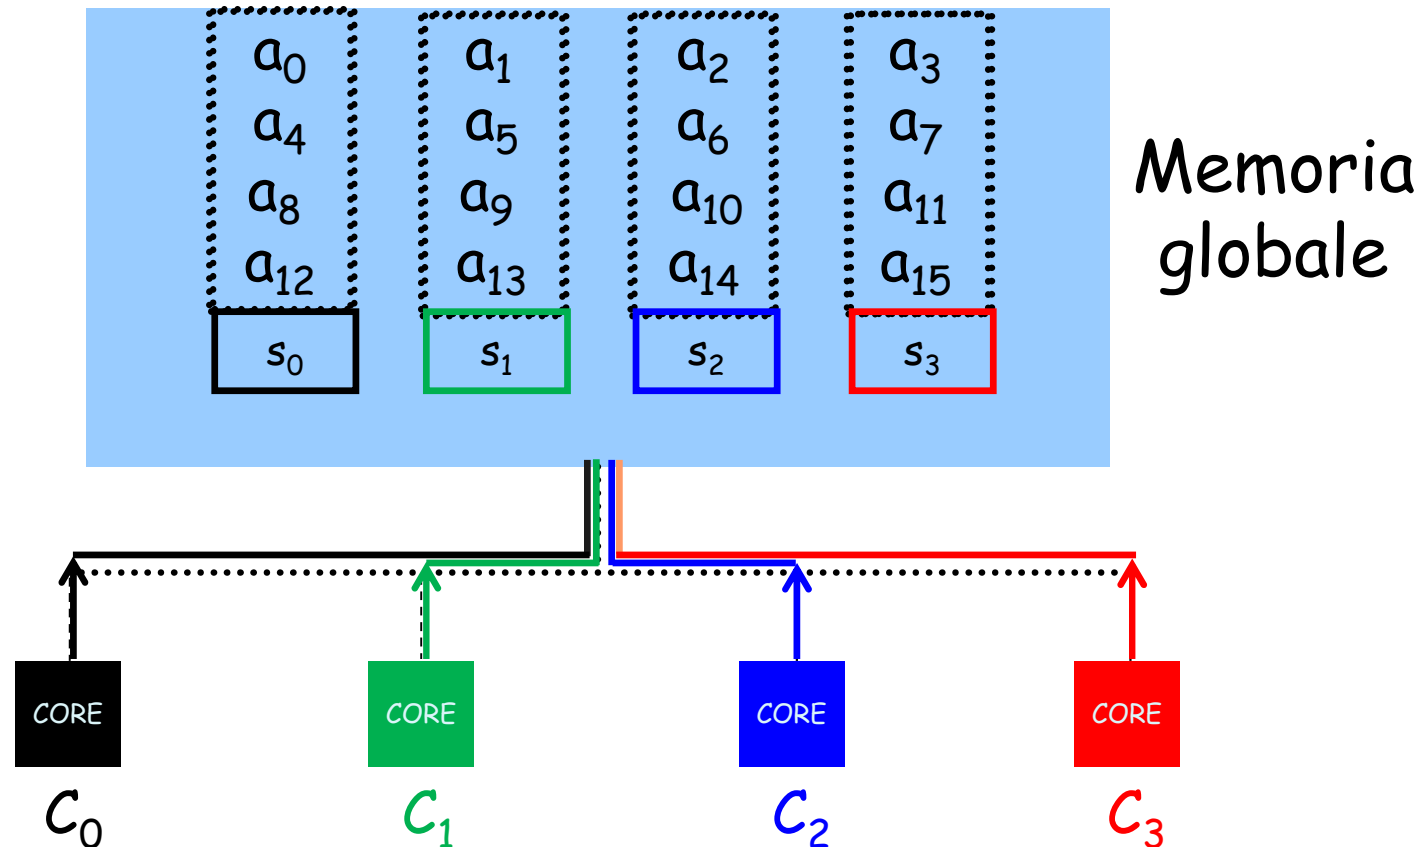 a0 a1 a2 a3
a4 a5 a6 a7
a8 a9 a10 a11
a12 a13 a14 a15
s0 s1 s2 s3
Memoria
globale
CORE CORE CORE CORE
C0 C1 C2 C3